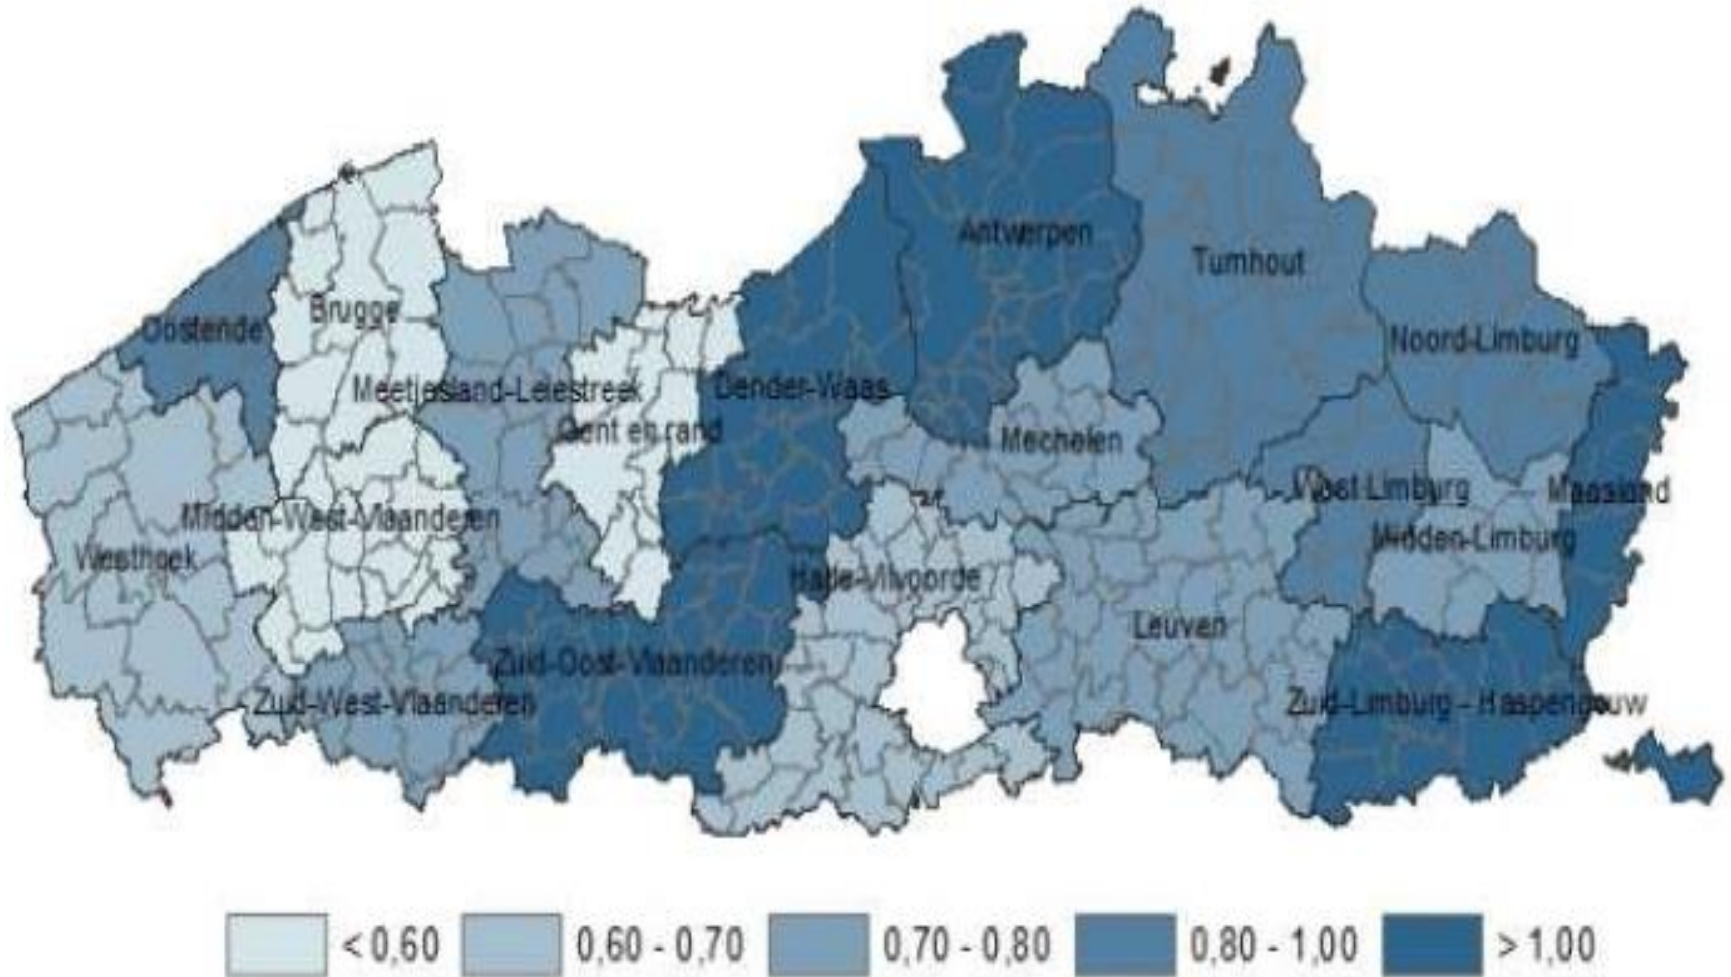 Antwerpen
Turnhout
Brugge
Oostende
Noord-Limburg
Meetjesland-Leiestreek
Dender-Waas
Gent en rand
Mechelen
West Limburg
Maasland
Midden-West-Vlaanderen
Midden-Limburg
Westhoek
Halle-Vilvoorde
Leuven
Zuid-Oost-Vlaanderen
Zuid-West-Vlaanderen
Zuid-Limburg - Haspengouw
< 0,60 0,60 - 0,70 0,70 - 0,80 0,80 - 1,00 > 1,00